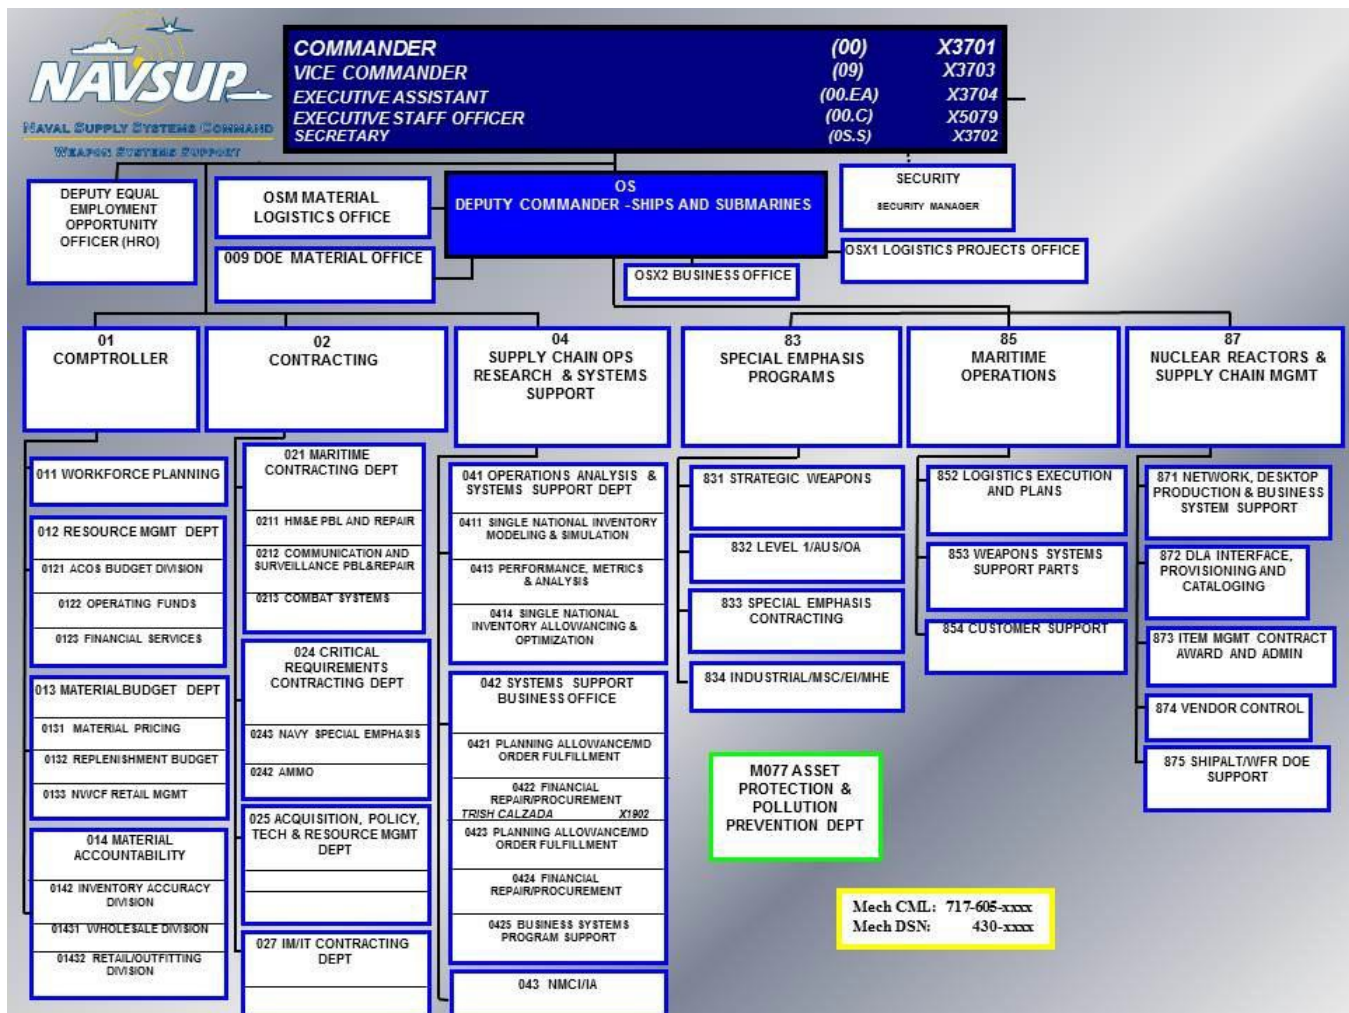 NAVSUP
NAVAL SUPPLY SYSTEMS COMMAND
WEAPON SYSTEMS SUPPORT
COMMANDER (00) X3701
VICE COMMANDER (09) X3703
EXECUTIVE ASSISTANT (00.EA) X3704
EXECUTIVE STAFF OFFICER (00.C) X5079
SECRETARY (0S.S) X3702
DEPUTY EQUAL
EMPLOYMENT
OPPORTUNITY
OFFICER (HRO)
OSM MATERIAL
LOGISTICS OFFICE
009 DOE MATERIAL OFFICE
OS
DEPUTY COMMANDER -SHIPS AND SUBMARINES
SECURITY
SECURITY MANAGER
OSX1 LOGISTICS PROJECTS OFFICE
OSX2 BUSINESS OFFICE
01
COMPTROLLER
02
CONTRACTING
04
SUPPLY CHAIN OPS
RESEARCH & SYSTEMS
SUPPORT
83
SPECIAL EMPHASIS
PROGRAMS
85
MARITIME
OPERATIONS
87
NUCLEAR REACTORS &
SUPPLY CHAIN MGMT
011 WORKFORCE PLANNING
012 RESOURCE MGMT DEPT
0121 ACOS BUDGET DIVISION
0122 OPERATING FUNDS
0123 FINANCIAL SERVICES
013 MATERIAL BUDGET DEPT
0131 MATERIAL PRICING
0132 REPLENISHMENT BUDGET
0133 NWCF RETAIL MGMT
014 MATERIAL
ACCOUNTABILITY
0142 INVENTORY ACCURACY
DIVISION
01431 WHOLESALE DIVISION
01432 RETAIL/OUTFITTING
DIVISION
021 MARITIME
CONTRACTING DEPT
0211 HM&E PBL AND REPAIR
0212 COMMUNICATION AND
SURVEILLANCE PBL&REPAIR
0213 COMBAT SYSTEMS
024 CRITICAL
REQUIREMENTS
CONTRACTING DEPT
0243 NAVY SPECIAL EMPHASIS
0242 AMMO
025 ACQUISITION, POLICY,
TECH & RESOURCE MGMT
DEPT
027 IM/IT CONTRACTING
DEPT
041 OPERATIONS ANALYSIS &
SYSTEMS SUPPORT DEPT
0411 SINGLE NATIONAL INVENTORY
MODELING & SIMULATION
0413 PERFORMANCE, METRICS
& ANALYSIS
0414 SINGLE NATIONAL
INVENTORY ALLOWANCING &
OPTIMIZATION
042 SYSTEMS SUPPORT
BUSINESS OFFICE
0421 PLANNING ALLOWANCE/MD
ORDER FULFILLMENT
0422 FINANCIAL
REPAIR/PROCUREMENT
TRISH CALZADA X1902
0423 PLANNING ALLOWANCE/MD
ORDER FULFILLMENT
0424 FINANCIAL
REPAIR/PROCUREMENT
0425 BUSINESS SYSTEMS
PROGRAM SUPPORT
043 NMCI/IA
831 STRATEGIC WEAPONS
832 LEVEL 1/AUS/OA
833 SPECIAL EMPHASIS
CONTRACTING
834 INDUSTRIAL/MSC/EI/MHE
852 LOGISTICS EXECUTION
AND PLANS
853 WEAPONS SYSTEMS
SUPPORT PARTS
854 CUSTOMER SUPPORT
871 NETWORK, DESKTOP
PRODUCTION & BUSINESS
SYSTEM SUPPORT
872 DLA INTERFACE,
PROVISIONING AND
CATALOGING
873 ITEM MGMT CONTRACT
AWARD AND ADMIN
874 VENDOR CONTROL
875 SHIPALT/WFR DOE
SUPPORT
M077 ASSET
PROTECTION &
POLLUTION
PREVENTION DEPT
Mech CML: 717-605-xxxx
Mech DSN: 430-xxxx